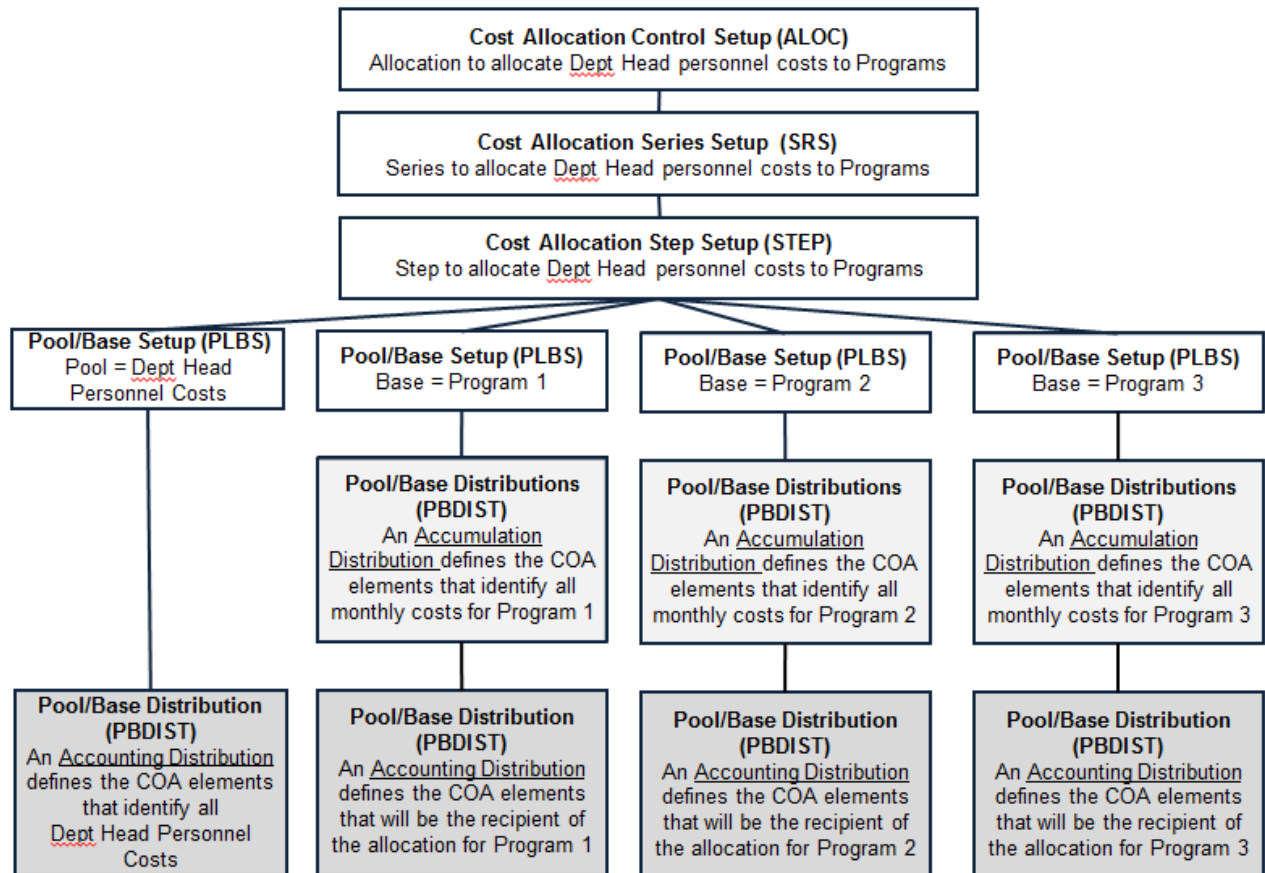 Cost Allocation Control Setup (ALOC)
Allocation to allocate Dept Head personnel costs to Programs
Cost Allocation Series Setup (SRS)
Series to allocate Dept Head personnel costs to Programs
Cost Allocation Step Setup (STEP)
Step to allocate Dept Head personnel costs to Programs
Pool/Base Setup (PLBS)
Pool = Dept Head
Personnel Costs
Pool/Base Setup (PLBS)
Base = Program 1
Pool/Base Setup (PLBS)
Base = Program 2
Pool/Base Setup (PLBS)
Base = Program 3
Pool/Base Distributions
(PBDIST)
An Accumulation
Distribution defines the COA
elements that identify all
monthly costs for Program 1
Pool/Base Distributions
(PBDIST)
An Accumulation
Distribution defines the COA
elements that identify all
monthly costs for Program 2
Pool/Base Distributions
(PBDIST)
An Accumulation
Distribution defines the COA
elements that identify all
monthly costs for Program 3
Pool/Base Distribution
(PBDIST)
An Accounting Distribution
defines the COA elements
that identify all
Dept Head Personnel
Costs
Pool/Base Distribution
(PBDIST)
An Accounting Distribution
defines the COA elements
that will be the recipient of
the allocation for Program 1
Pool/Base Distribution
(PBDIST)
An Accounting Distribution
defines the COA elements
that will be the recipient of
the allocation for Program 2
Pool/Base Distribution
(PBDIST)
An Accounting Distribution
defines the COA elements
that will be the recipient of
the allocation for Program 3